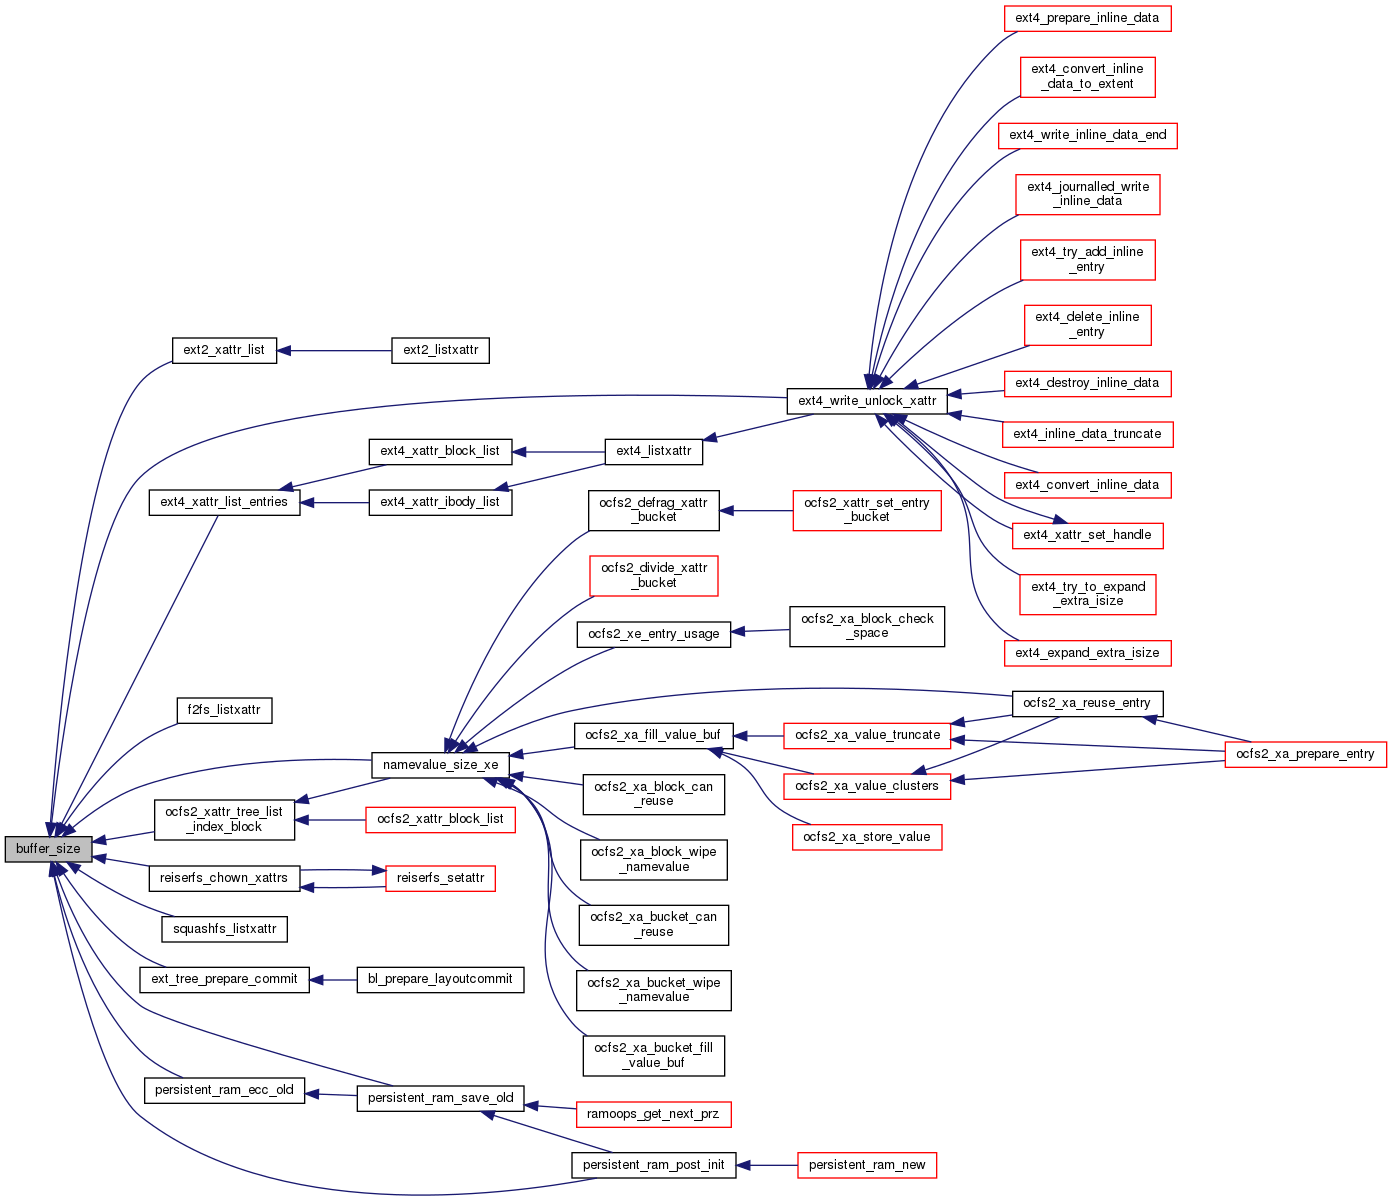 ext4_prepare_inline_data
ext4_convert_inline
_data_to_extent
ext4_write_inline_data_end
ext4_journalled_write
_inline_data
ext4_try_add_inline
_entry
ext4_delete_inline
_entry
ext2_xattr_list
ext2_listxattr
ext4_destroy_inline_data
ext4_write_unlock_xattr
ext4_inline_data_truncate
ext4_xattr_block_list
ext4_listxattr
ext4_convert_inline_data
ext4_xattr_list_entries
ext4_xattr_ibody_list
ocfs2_defrag_xattr
_bucket
ocfs2_xattr_set_entry
_bucket
ext4_xattr_set_handle
ocfs2_divide_xattr
_bucket
ext4_try_to_expand
_extra_isize
ocfs2_xe_entry_usage
ocfs2_xa_block_check
_space
ext4_expand_extra_isize
f2fs_listxattr
ocfs2_xa_reuse_entry
ocfs2_xa_fill_value_buf
ocfs2_xa_value_truncate
ocfs2_xa_prepare_entry
namevalue_size_xe
ocfs2_xa_block_can
_reuse
ocfs2_xa_value_clusters
ocfs2_xattr_tree_list
_index_block
ocfs2_xattr_block_list
ocfs2_xa_store_value
buffer_size
ocfs2_xa_block_wipe
_namevalue
reiserfs_chown_xattrs
reiserfs_setattr
squashfs_listxattr
ocfs2_xa_bucket_can
_reuse
ext_tree_prepare_commit
bl_prepare_layoutcommit
ocfs2_xa_bucket_wipe
_namevalue
ocfs2_xa_bucket_fill
_value_buf
persistent_ram_ecc_old
persistent_ram_save_old
ramoops_get_next_prz
persistent_ram_post_init
persistent_ram_new